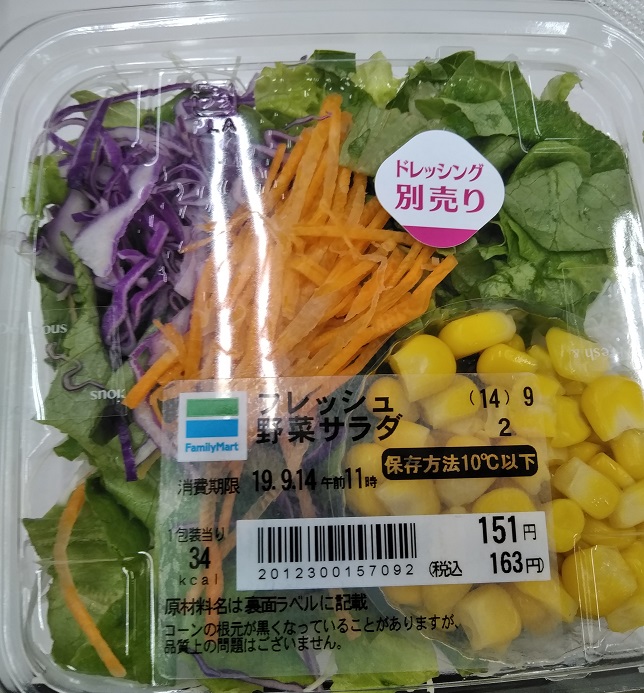 PLA
ドレッシング
別売り
フレッシュ
野菜サラダ
(14) 9
2
FamilyMart
保存方法10℃以下
消費期限 19.9.14 午前11時
1包装当り
34
kcal
2012300157092
151円
(税込 163円)
原材料名は裏面ラベルに記載
コーンの根元が黒くなっていることがありますが、
品質上の問題はございません。